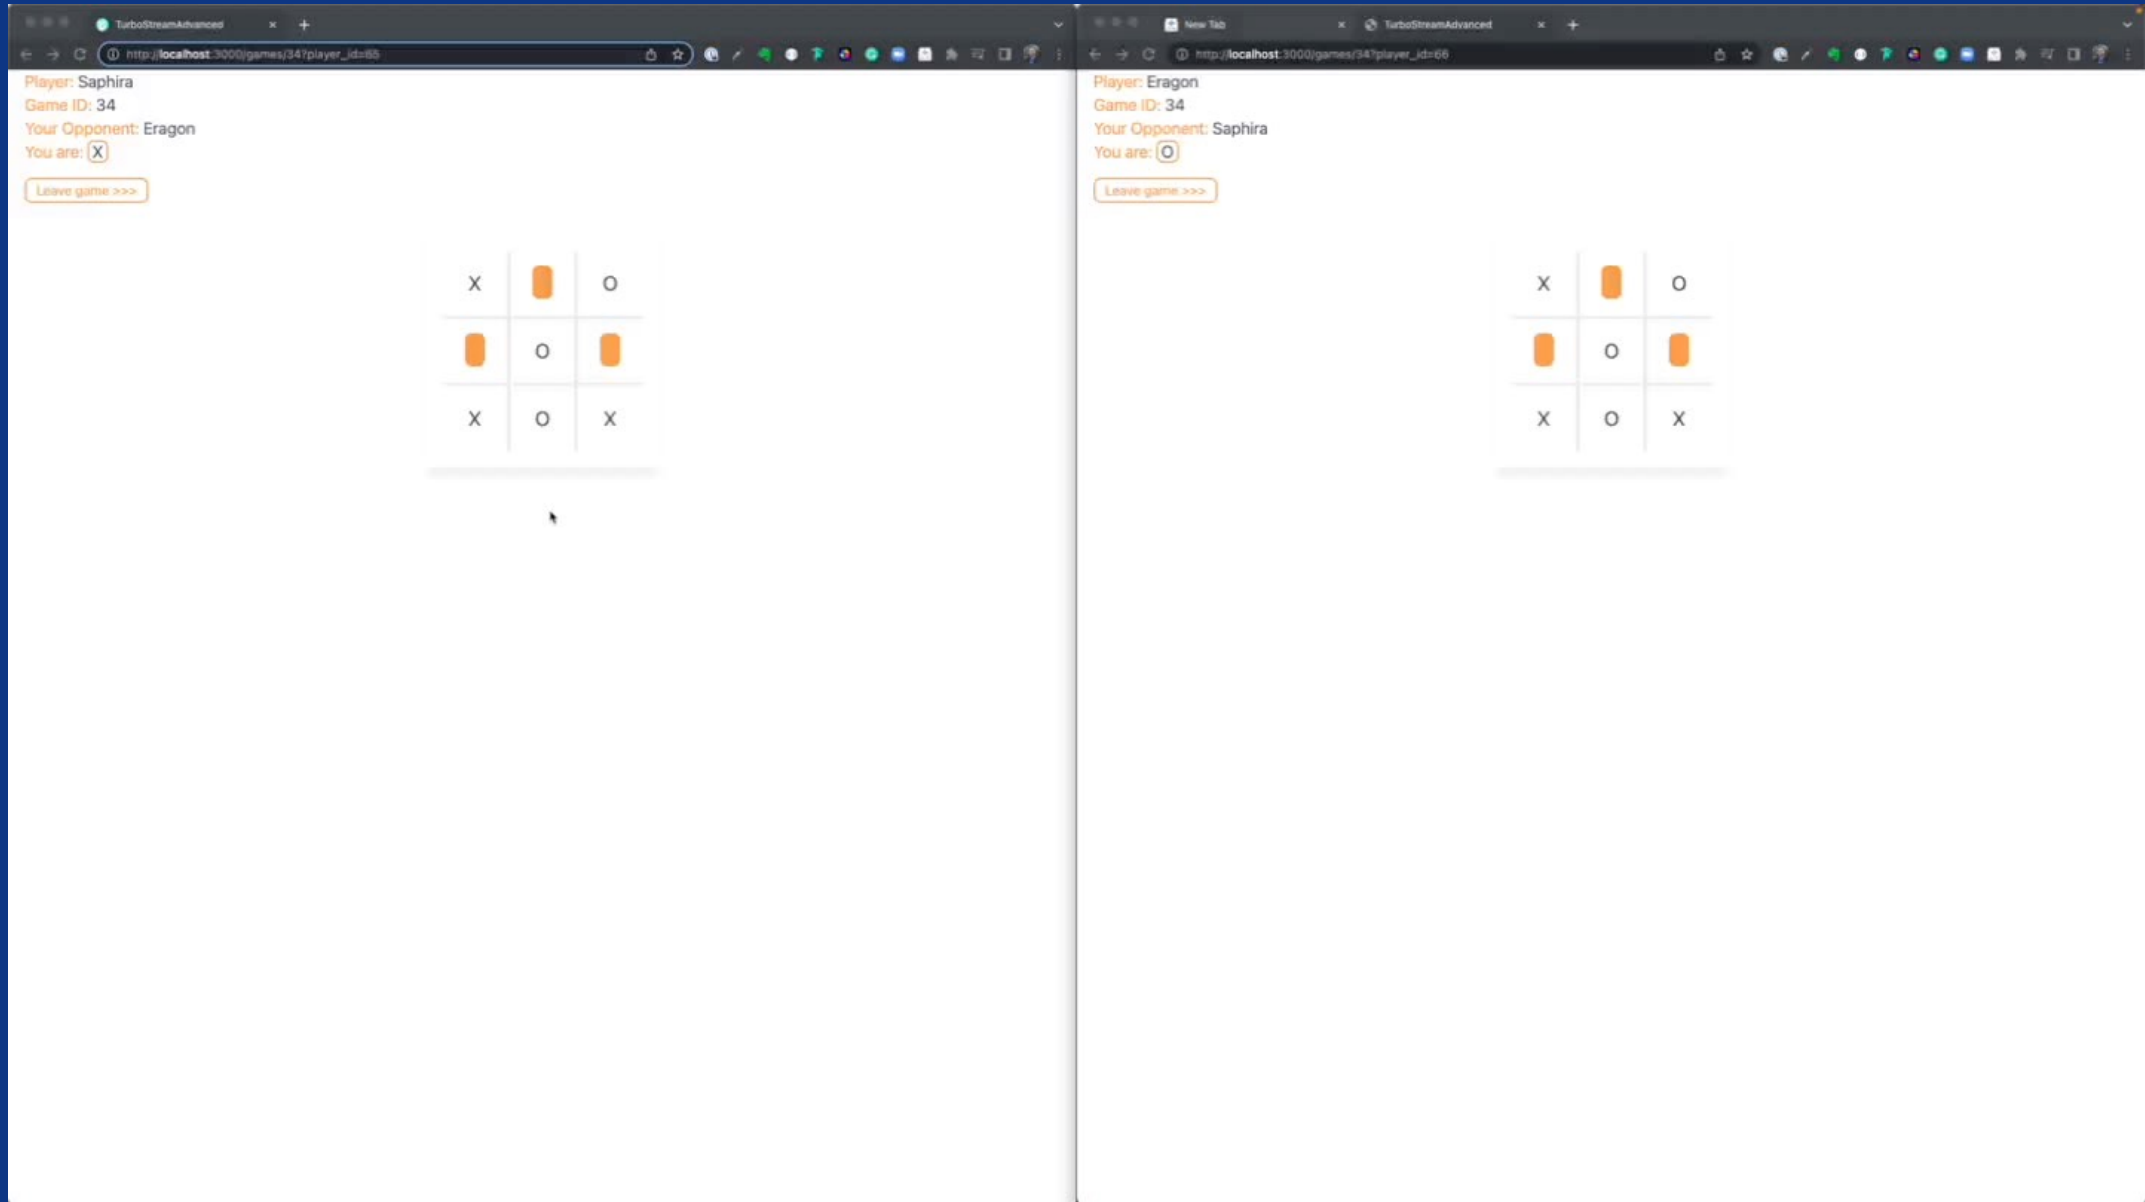 TurboStreamAdvanced
http://localhost:3000/games/34?player_id=65
Player: Saphira
Game ID: 34
Your Opponent: Eragon
You are: X
Leave game >>>
X O
O
X O X
New Tab
TurboStreamAdvanced
http://localhost:3000/games/34?player_id=66
Player: Eragon
Game ID: 34
Your Opponent: Saphira
You are: O
Leave game >>>
X O
O
X O X